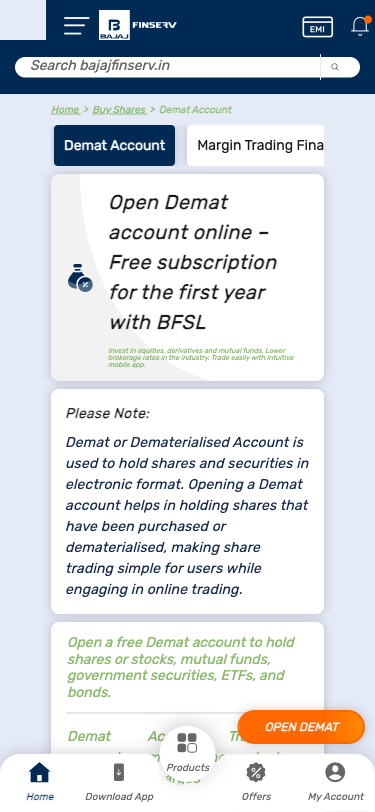 BAJAJ FINSERV
EMI
Search bajajfinserv.in
Home > Buy Shares > Demat Account
Demat Account
Margin Trading Fina
Open Demat
account online –
Free subscription
for the first year
with BFSL
Invest in equities, derivatives and mutual funds. Lower
brokerage rates in the industry. Trade easily with intuitive
mobile app.
Please Note:
Demat or Dematerialised Account is
used to hold shares and securities in
electronic format. Opening a Demat
account helps in holding shares that
have been purchased or
dematerialised, making share
trading simple for users while
engaging in online trading.
Open a free Demat account to hold
shares or stocks, mutual funds,
government securities, ETFs, and
bonds.
OPEN DEMAT
Demat
Home
Download App
Products
Offers
My Account